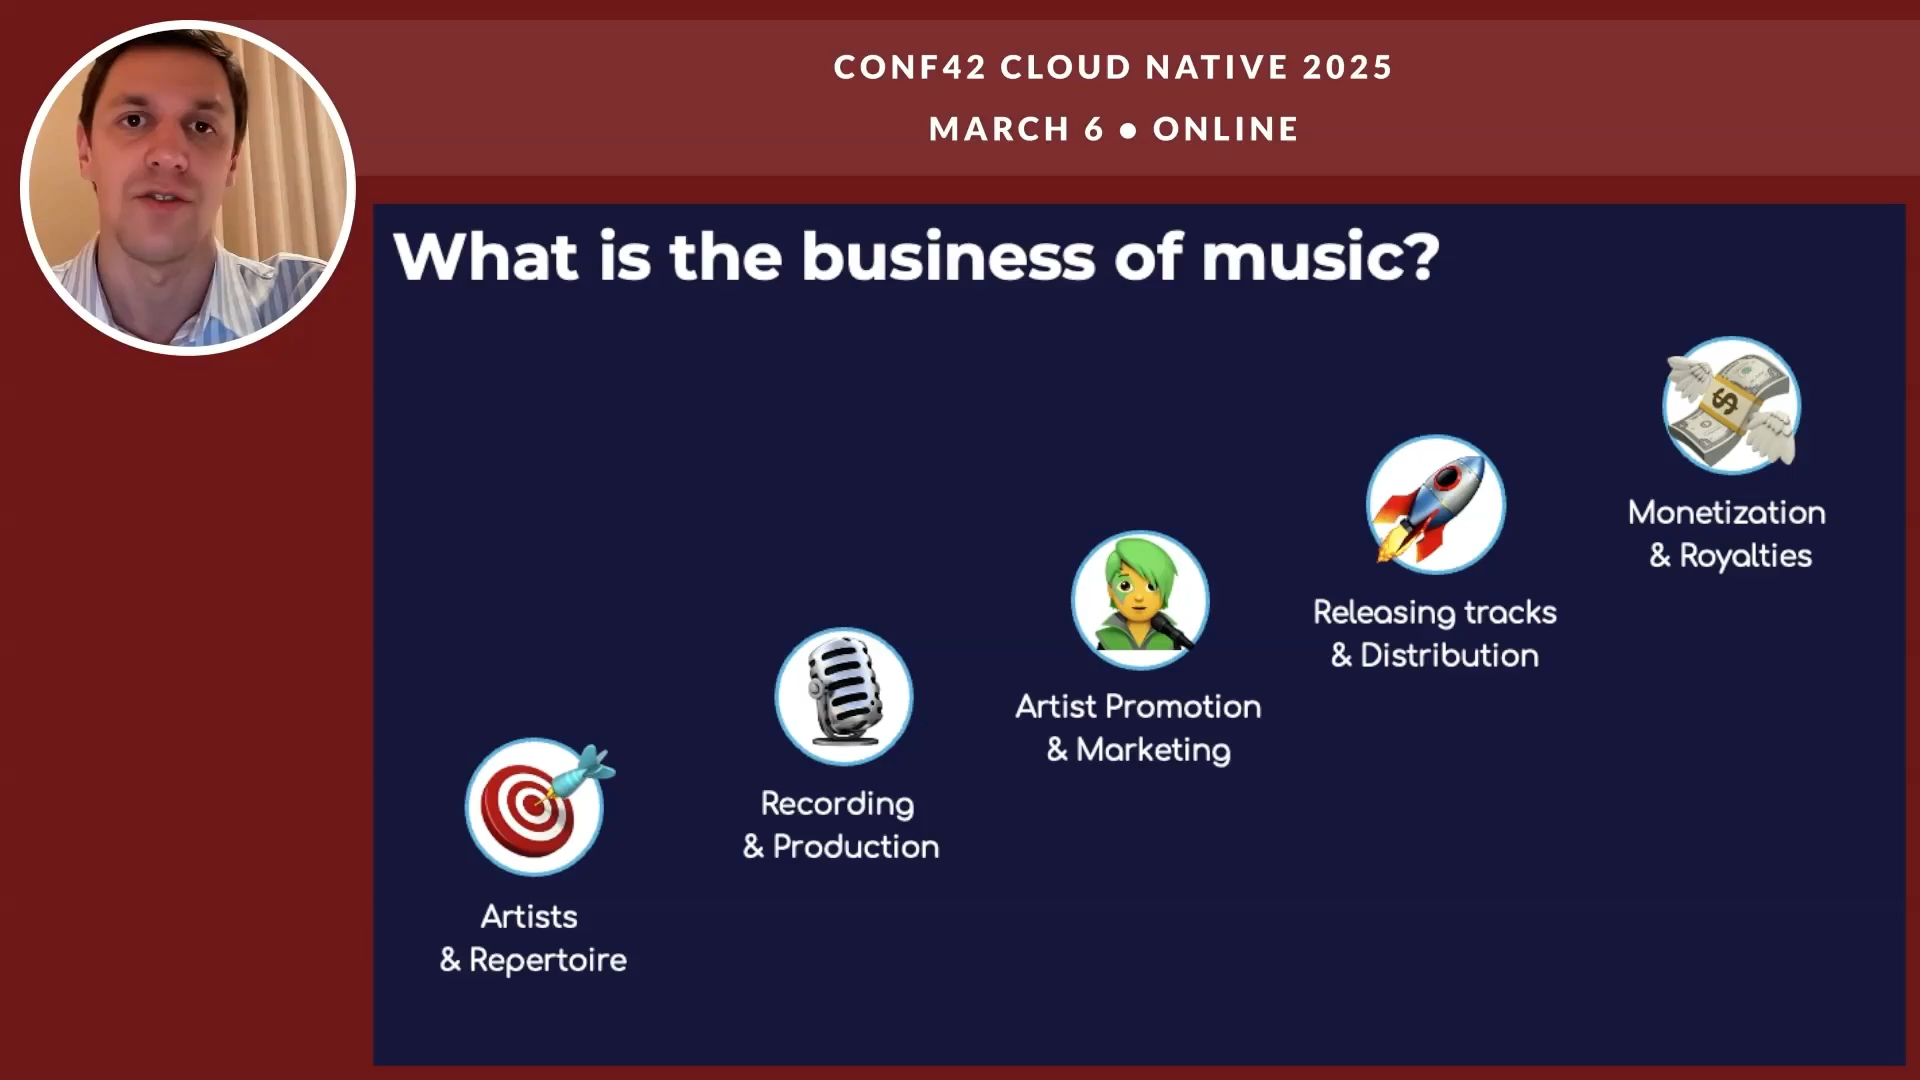 CONF42 CLOUD NATIVE 2025
MARCH 6 ● ONLINE
What is the business of music?
Artists
& Repertoire
Recording
& Production
Artist Promotion
& Marketing
Releasing tracks
& Distribution
Monetization
& Royalties